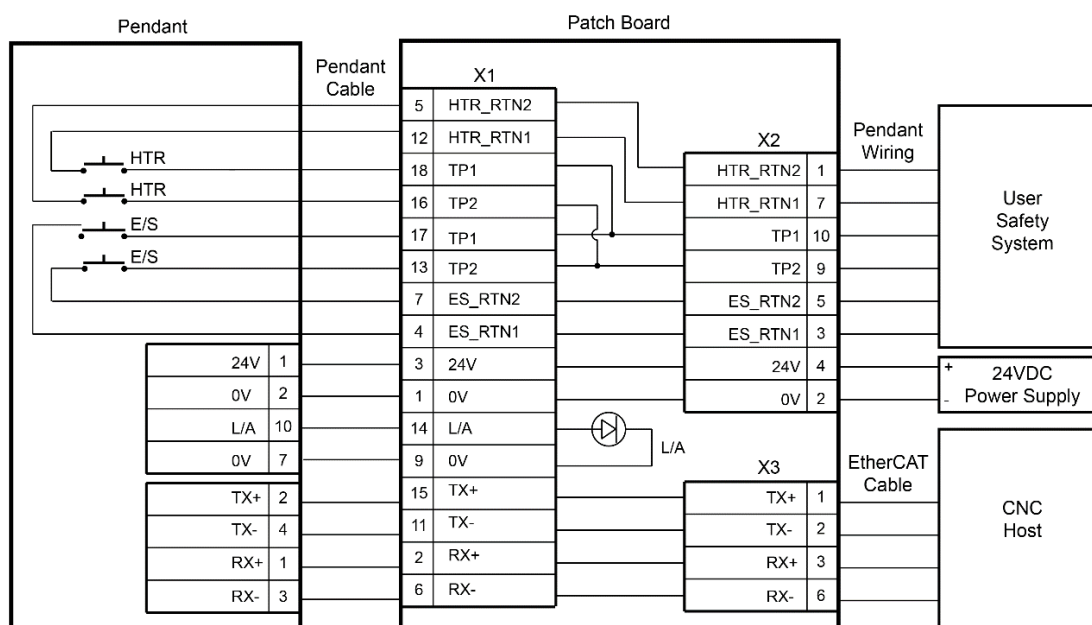 Pendant
Patch Board
Pendant
Cable
X1
5 HTR_RTN2
12 HTR_RTN1
18 TP1
16 TP2
17 TP1
13 TP2
7 ES_RTN2
4 ES_RTN1
3 24V
1 0V
14 L/A
9 0V
15 TX+
11 TX-
2 RX+
6 RX-
HTR
HTR
E/S
E/S
24V 1
0V 2
L/A 10
0V 7
TX+ 2
TX- 4
RX+ 1
RX- 3
L/A
X2
HTR_RTN2 1
HTR_RTN1 7
TP1 10
TP2 9
ES_RTN2 5
ES_RTN1 3
24V 4
0V 2
X3
TX+ 1
TX- 2
RX+ 3
RX- 6
Pendant
Wiring
User
Safety
System
+ 24VDC
- Power Supply
EtherCAT
Cable
CNC
Host